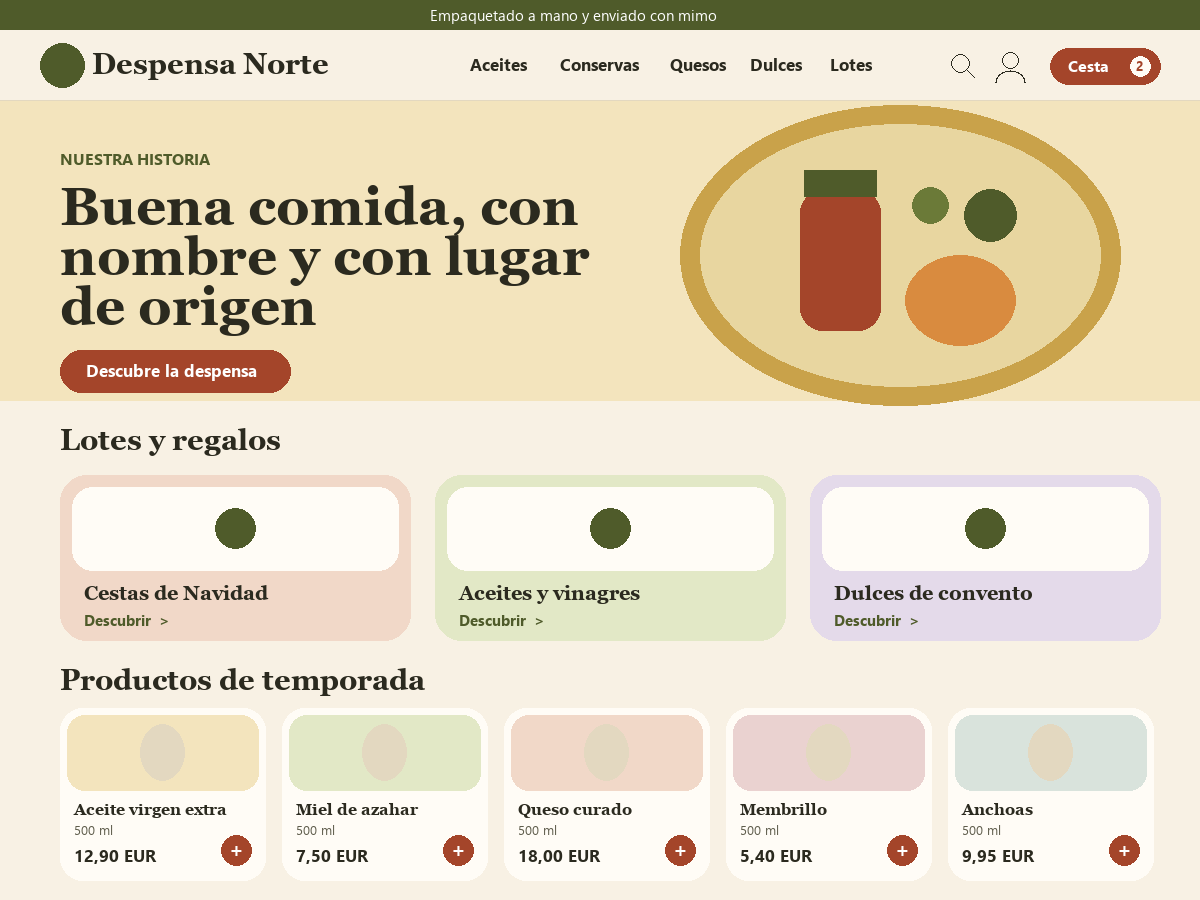 Empaquetado a mano y enviado con mimo
Despensa Norte
Aceites
Conservas
Quesos
Dulces
Lotes
Cesta
2
NUESTRA HISTORIA
Buena comida, con
nombre y con lugar
de origen
Descubre la despensa
Lotes y regalos
Cestas de Navidad
Descubrir >
Aceites y vinagres
Descubrir >
Dulces de convento
Descubrir >
Productos de temporada
Aceite virgen extra
500 ml
12,90 EUR
+
Miel de azahar
500 ml
7,50 EUR
+
Queso curado
500 ml
18,00 EUR
+
Membrillo
500 ml
5,40 EUR
+
Anchoas
500 ml
9,95 EUR
+